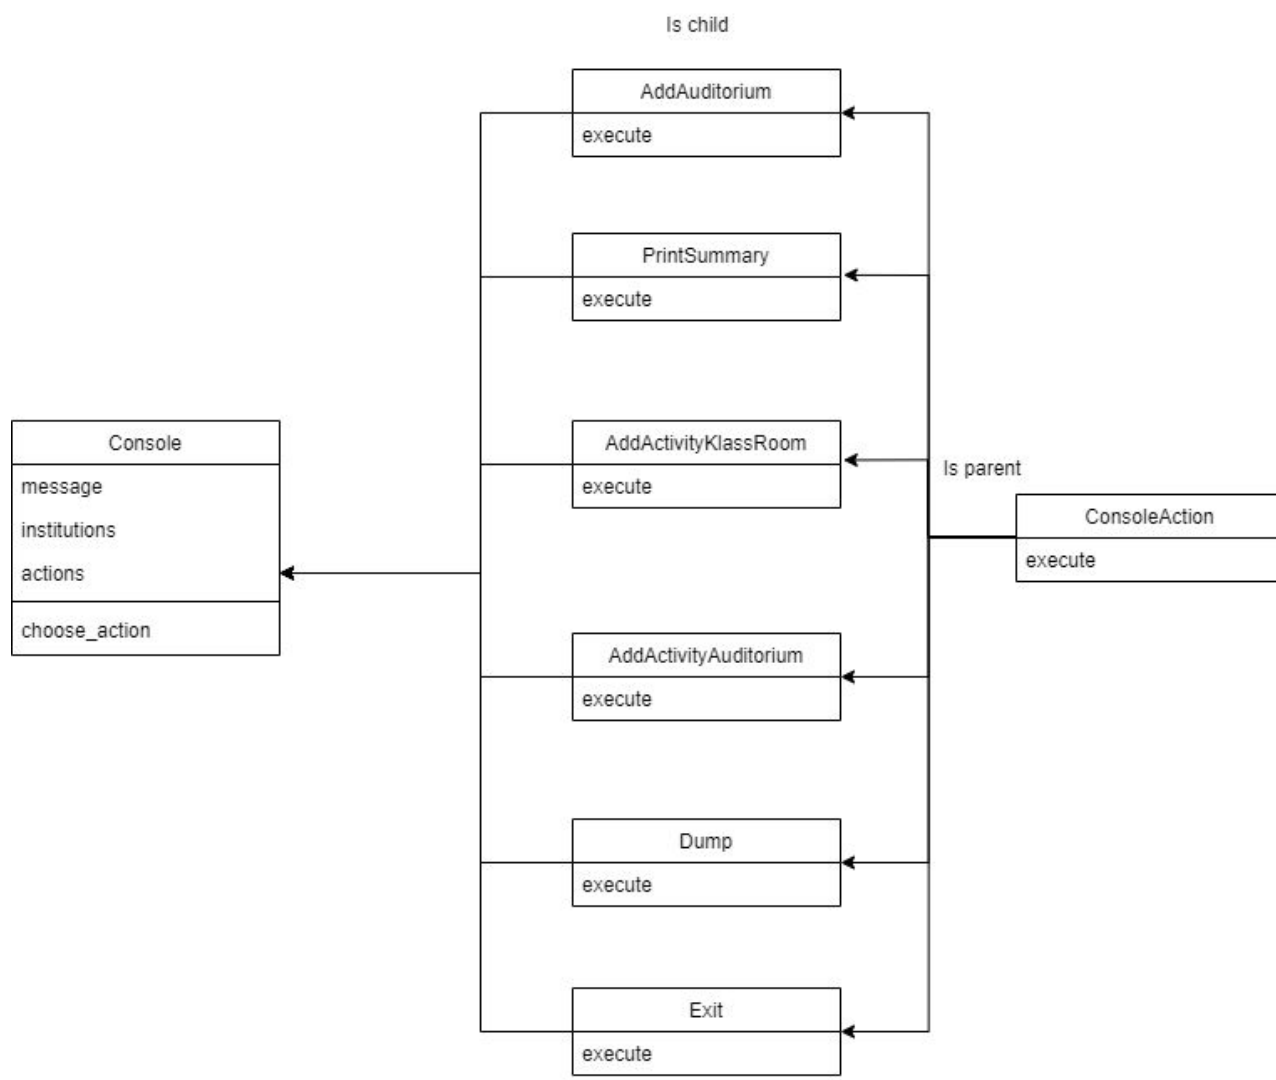 Is child
AddAuditorium
execute
PrintSummary
execute
Console
message
institutions
actions
choose_action
AddActivityKlassRoom
execute
Is parent
ConsoleAction
execute
AddActivityAuditorium
execute
Dump
execute
Exit
execute